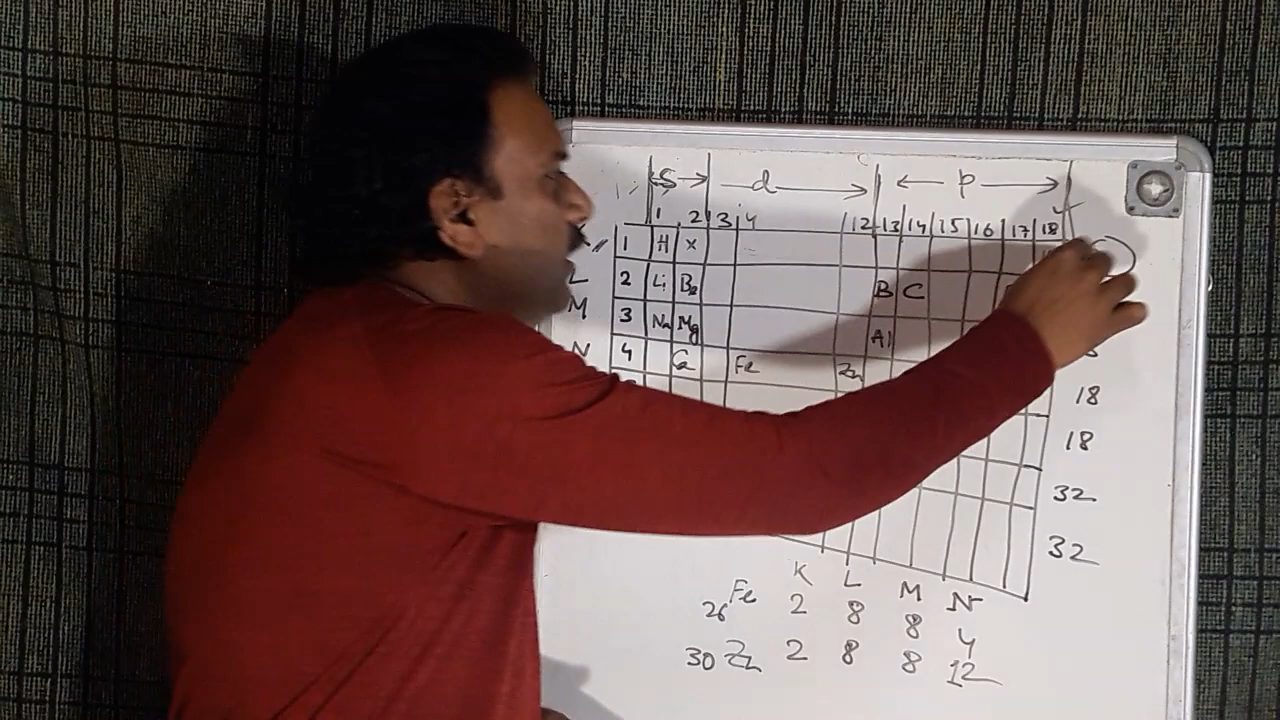 s d p
1 2 3 4 12 13 14 15 16 17 18
1 H x
L 2 Li Be B C
M 3 Na Mg Al
N 4 Ca Fe Zn
18
18
32
32
K L M N
26 Fe 2 8 8 4
30 Zn 2 8 8 12